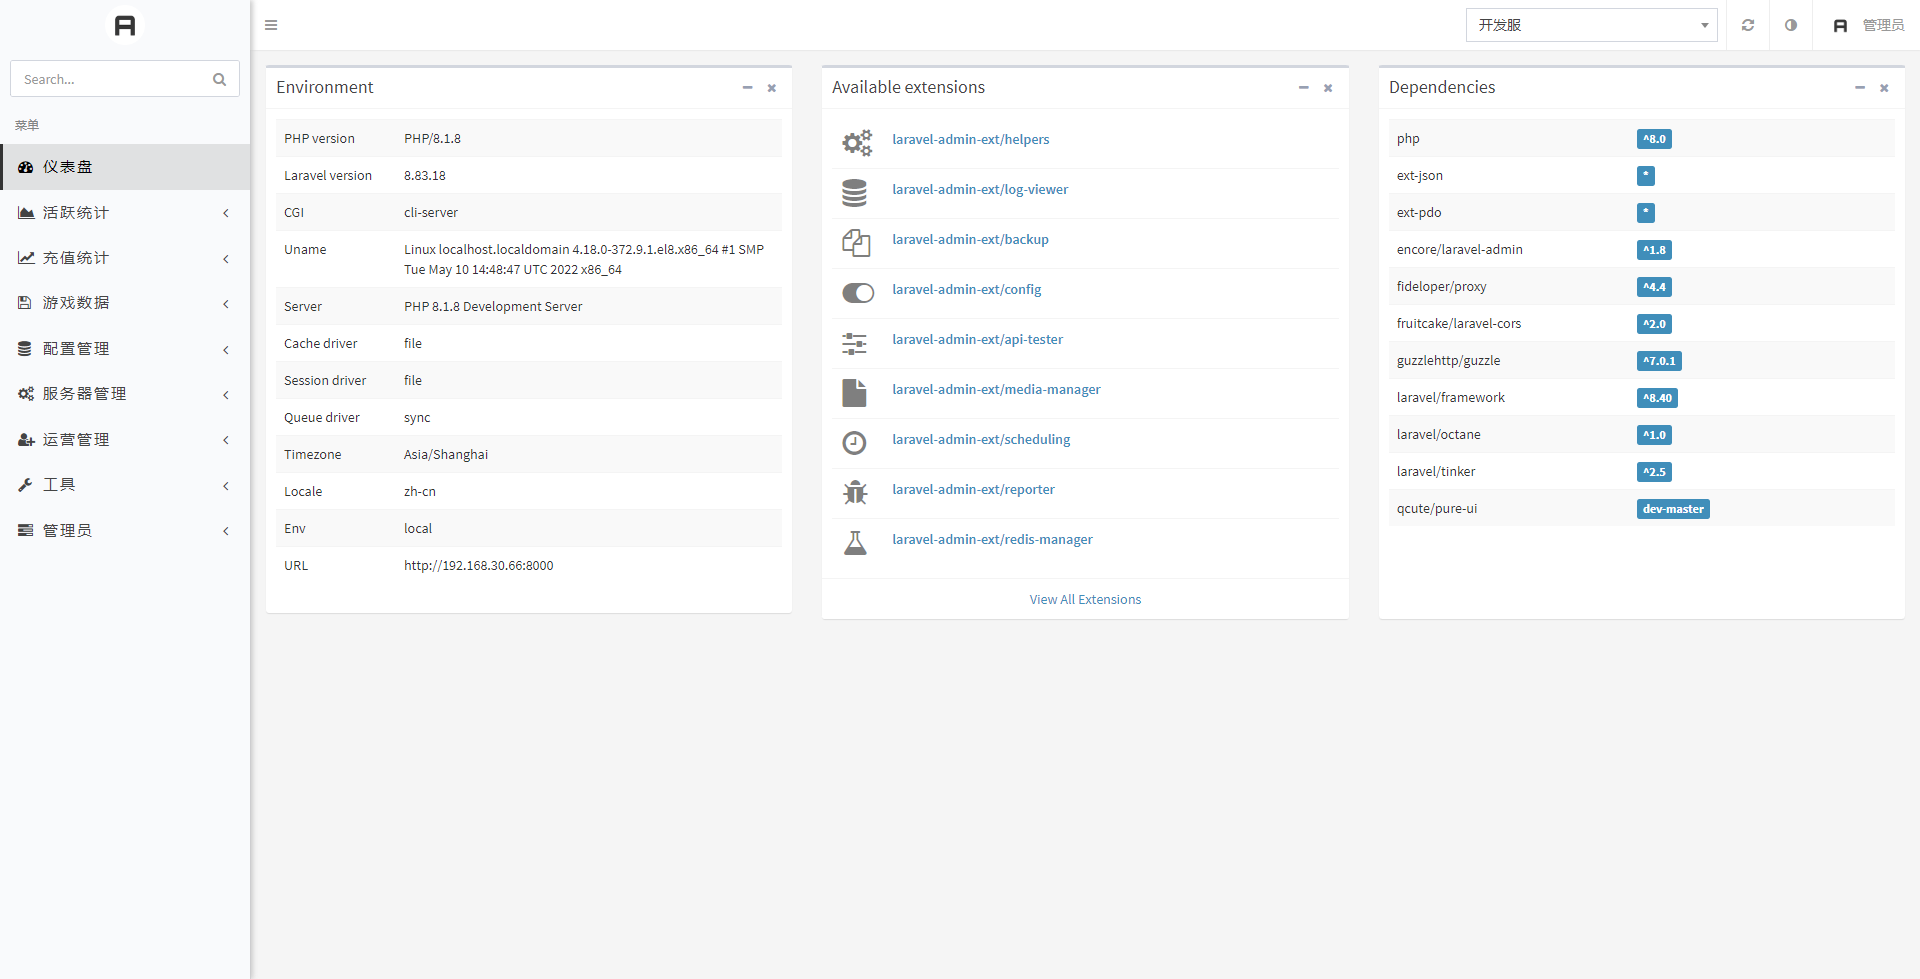 Search...
菜单
仪表盘
活跃统计
充值统计
游戏数据
配置管理
服务器管理
运营管理
工具
管理员
开发服
管理员
Environment
PHP version PHP/8.1.8
Laravel version 8.83.18
CGI cli-server
Uname Linux localhost.localdomain 4.18.0-372.9.1.el8.x86_64 #1 SMP
Tue May 10 14:48:47 UTC 2022 x86_64
Server PHP 8.1.8 Development Server
Cache driver file
Session driver file
Queue driver sync
Timezone Asia/Shanghai
Locale zh-cn
Env local
URL http://192.168.30.66:8000
Available extensions
laravel-admin-ext/helpers
laravel-admin-ext/log-viewer
laravel-admin-ext/backup
laravel-admin-ext/config
laravel-admin-ext/api-tester
laravel-admin-ext/media-manager
laravel-admin-ext/scheduling
laravel-admin-ext/reporter
laravel-admin-ext/redis-manager
View All Extensions
Dependencies
php ^8.0
ext-json *
ext-pdo *
encore/laravel-admin ^1.8
fideloper/proxy ^4.4
fruitcake/laravel-cors ^2.0
guzzlehttp/guzzle ^7.0.1
laravel/framework ^8.40
laravel/octane ^1.0
laravel/tinker ^2.5
qcute/pure-ui dev-master